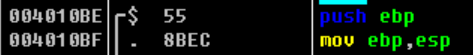 004010BE $ 55 push ebp
004010BF . 8BEC mov ebp,esp